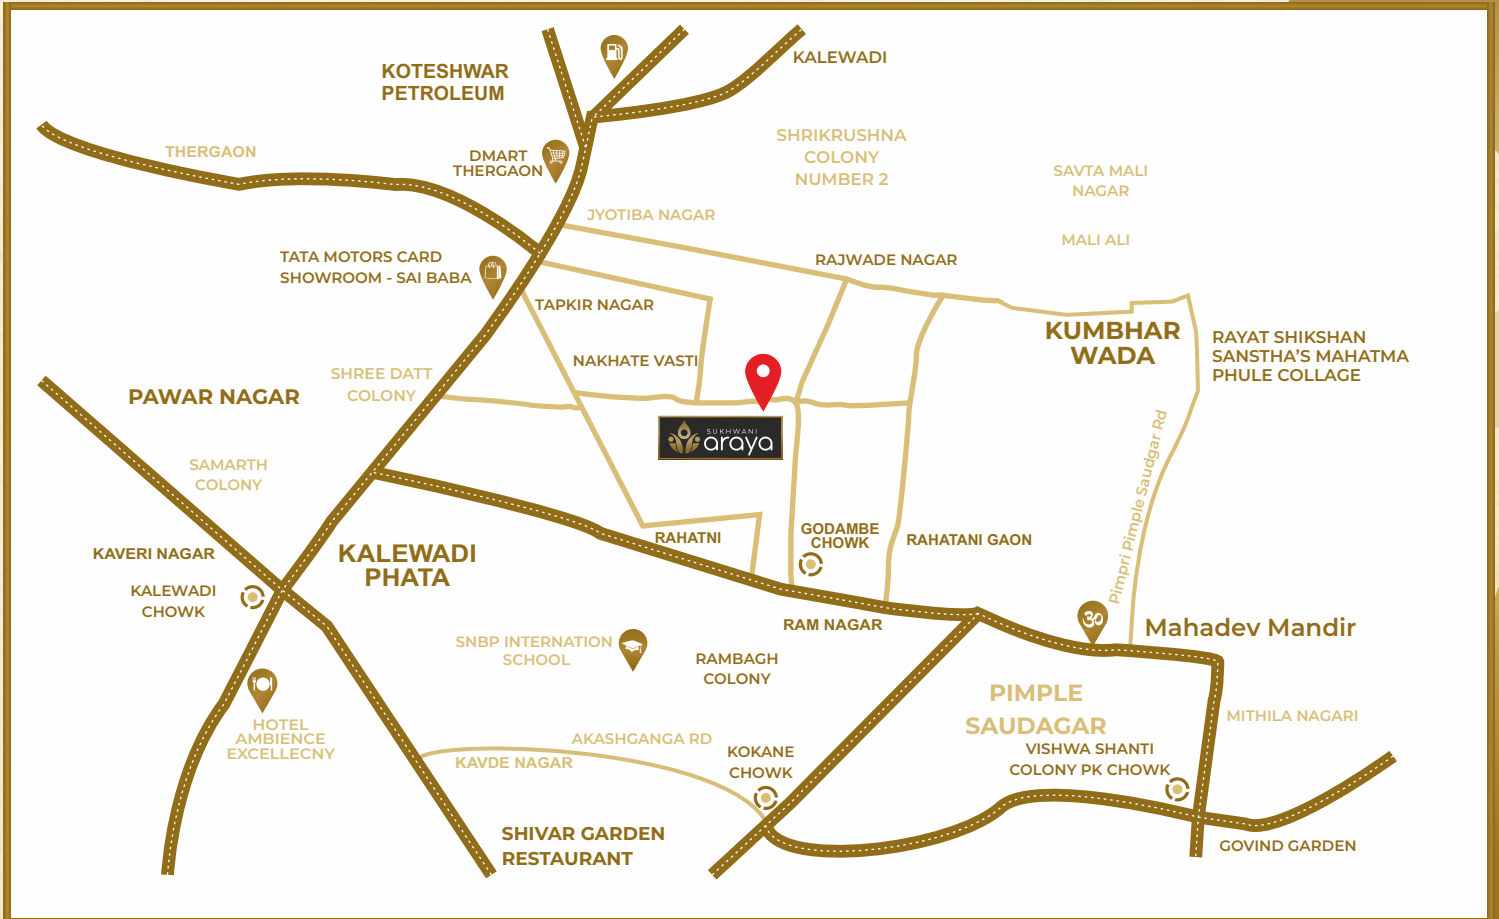 KOTESHWAR
PETROLEUM
KALEWADI
THERGAON
DMART
THERGAON
SHRIKRUSHNA
COLONY
NUMBER 2
SAVTA MALI
NAGAR
MALI ALI
JYOTIBA NAGAR
TATA MOTORS CARD
SHOWROOM - SAI BABA
RAJWADE NAGAR
TAPKIR NAGAR
NAKHATE VASTI
KUMBHAR
WADA
RAYAT SHIKSHAN
SANSTHA'S MAHATMA
PHULE COLLAGE
SHREE DATT
COLONY
PAWAR NAGAR
SUKHWANI
araya
SAMARTH
COLONY
Pimpri Pimple Saudgar Rd
KAVERI NAGAR
KALEWADI
PHATA
RAHATNI
GODAMBE
CHOWK
RAHATANI GAON
KALEWADI
CHOWK
RAM NAGAR
ॐ
Mahadev Mandir
SNBP INTERNATION
SCHOOL
RAMBAGH
COLONY
PIMPLE
SAUDAGAR
MITHILA NAGARI
HOTEL
AMBIENCE
EXCELLECNY
AKASHGANGA RD
KAVDE NAGAR
KOKANE
CHOWK
VISHWA SHANTI
COLONY PK CHOWK
SHIVAR GARDEN
RESTAURANT
GOVIND GARDEN